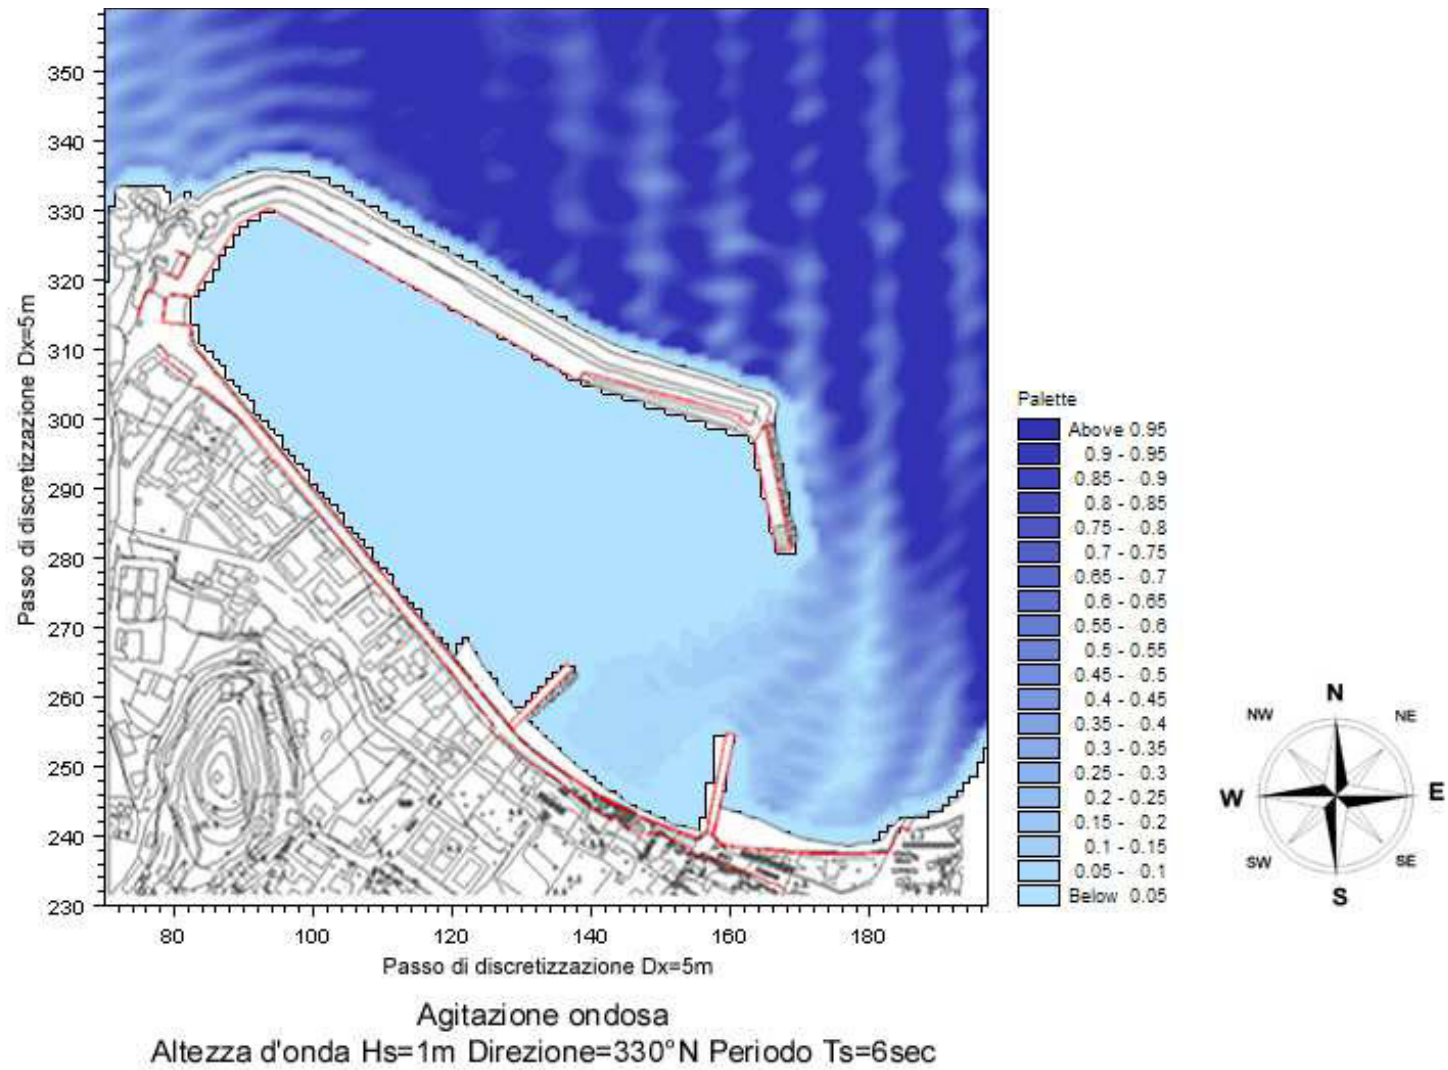 350
340
330
320
310
300
290
280
270
260
250
240
230
Passo di discretizzazione Dx=5m
80 100 120 140 160 180
Passo di discretizzazione Dx=5m
Palette
Above 0.95
0.9 - 0.95
0.85 - 0.9
0.8 - 0.85
0.75 - 0.8
0.7 - 0.75
0.65 - 0.7
0.6 - 0.65
0.55 - 0.6
0.5 - 0.55
0.45 - 0.5
0.4 - 0.45
0.35 - 0.4
0.3 - 0.35
0.25 - 0.3
0.2 - 0.25
0.15 - 0.2
0.1 - 0.15
0.05 - 0.1
Below 0.05
N
NW NE
W E
SW SE
S
Agitazione ondosa
Altezza d'onda Hs=1m Direzione=330°N Periodo Ts=6sec